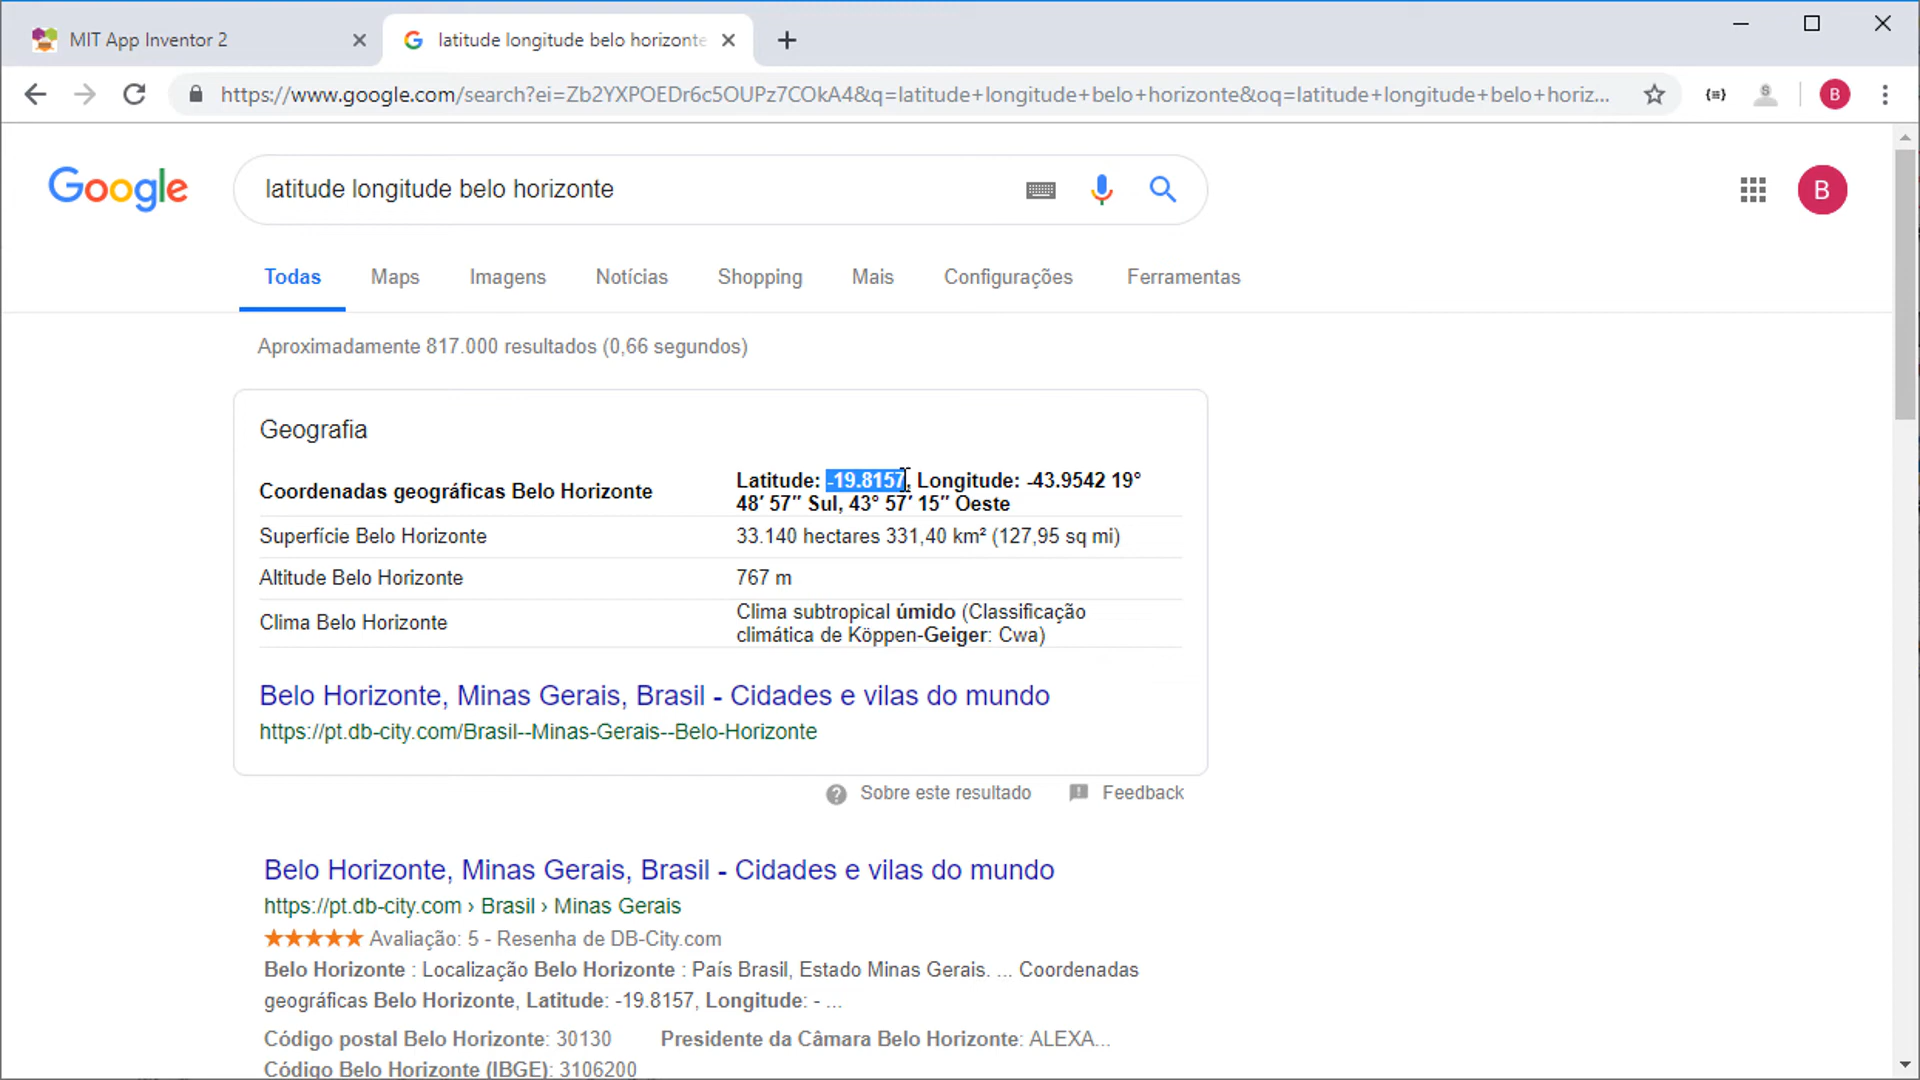 MIT App Inventor 2
latitude longitude belo horizonte
https://www.google.com/search?ei=Zb2YXPOEDr6c5OUPz7COkA4&q=latitude+longitude+belo+horizonte&oq=latitude+longitude+belo+horiz...
S
B
Google
latitude longitude belo horizonte
B
Todas
Maps
Imagens
Notícias
Shopping
Mais
Configurações
Ferramentas
Aproximadamente 817.000 resultados (0,66 segundos)
Geografia
Coordenadas geográficas Belo Horizonte
Latitude: -19.8157, Longitude: -43.9542 19°
48′ 57″ Sul, 43° 57′ 15″ Oeste
Superfície Belo Horizonte
33.140 hectares 331,40 km² (127,95 sq mi)
Altitude Belo Horizonte
767 m
Clima Belo Horizonte
Clima subtropical úmido (Classificação
climática de Köppen-Geiger: Cwa)
Belo Horizonte, Minas Gerais, Brasil - Cidades e vilas do mundo
https://pt.db-city.com/Brasil--Minas-Gerais--Belo-Horizonte
Sobre este resultado
Feedback
Belo Horizonte, Minas Gerais, Brasil - Cidades e vilas do mundo
https://pt.db-city.com › Brasil › Minas Gerais
★★★★★ Avaliação: 5 - Resenha de DB-City.com
Belo Horizonte : Localização Belo Horizonte : País Brasil, Estado Minas Gerais. ... Coordenadas
geográficas Belo Horizonte, Latitude: -19.8157, Longitude: - ...
Código postal Belo Horizonte: 30130
Presidente da Câmara Belo Horizonte: ALEXA...
Código Belo Horizonte (IBGE): 3106200